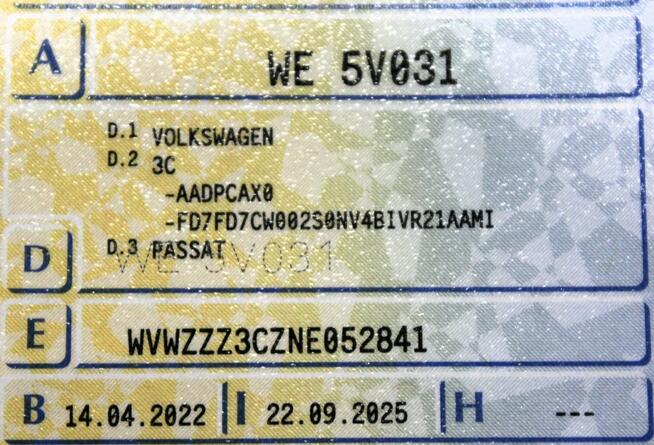 A WE 5V031
D.1 VOLKSWAGEN
D.2 3C
-AADPCAX0
-FD7FD7CW002S0NV4BIVR21AAMI
D D.3 PASSAT
WE 5V031
E WVWZZZ3CZNE052841
B 14.04.2022 I 22.09.2025 H ---